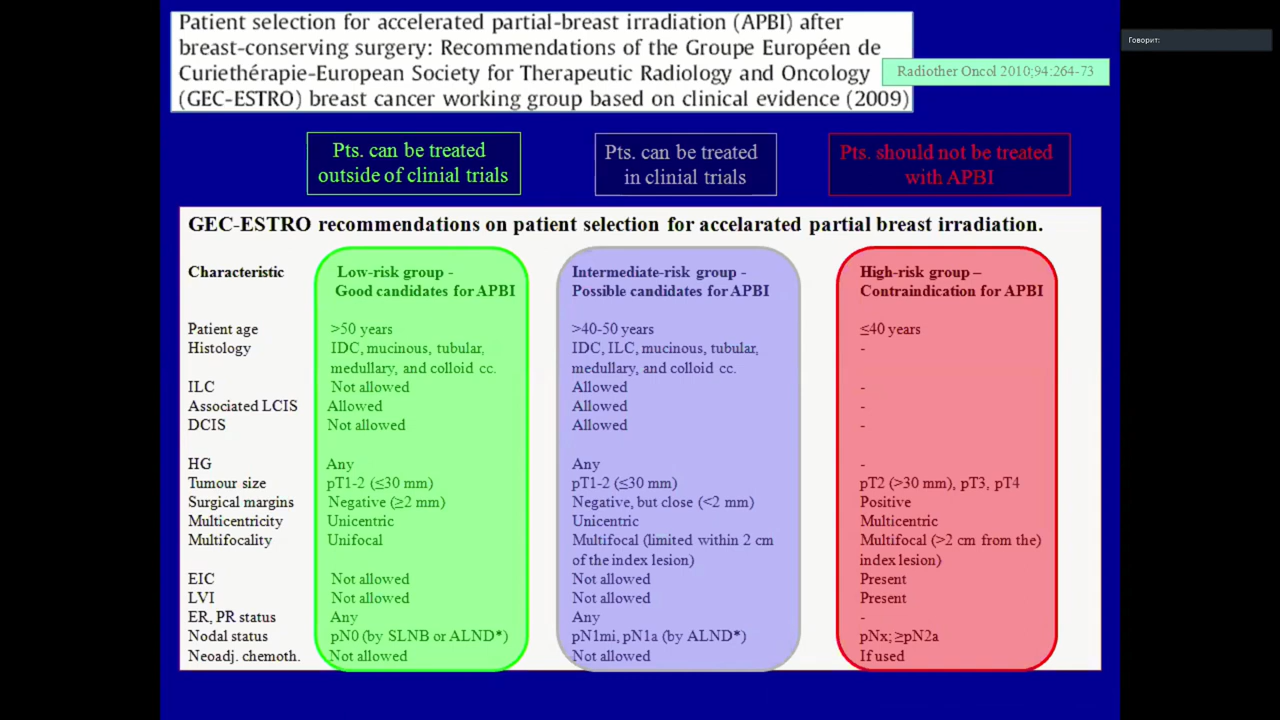 Patient selection for accelerated partial-breast irradiation (APBI) after
breast-conserving surgery: Recommendations of the Groupe Européen de
Curiethérapie-European Society for Therapeutic Radiology and Oncology
(GEC-ESTRO) breast cancer working group based on clinical evidence (2009)
Radiother Oncol 2010;94:264-73
Говорит:
Pts. can be treated
outside of clinial trials
Pts. can be treated
in clinial trials
Pts. should not be treated
with APBI
GEC-ESTRO recommendations on patient selection for accelarated partial breast irradiation.
Characteristic Low-risk group - Intermediate-risk group - High-risk group –
Good candidates for APBI Possible candidates for APBI Contraindication for APBI
Patient age >50 years >40-50 years ≤40 years
Histology IDC, mucinous, tubular, IDC, ILC, mucinous, tubular, -
medullary, and colloid cc. medullary, and colloid cc.
ILC Not allowed Allowed -
Associated LCIS Allowed Allowed -
DCIS Not allowed Allowed -
HG Any Any -
Tumour size pT1-2 (≤30 mm) pT1-2 (≤30 mm) pT2 (>30 mm), pT3, pT4
Surgical margins Negative (≥2 mm) Negative, but close (<2 mm) Positive
Multicentricity Unicentric Unicentric Multicentric
Multifocality Unifocal Multifocal (limited within 2 cm Multifocal (>2 cm from the)
of the index lesion) index lesion)
EIC Not allowed Not allowed Present
LVI Not allowed Not allowed Present
ER, PR status Any Any -
Nodal status pN0 (by SLNB or ALND*) pN1mi, pN1a (by ALND*) pNx; ≥pN2a
Neoadj. chemoth. Not allowed Not allowed If used